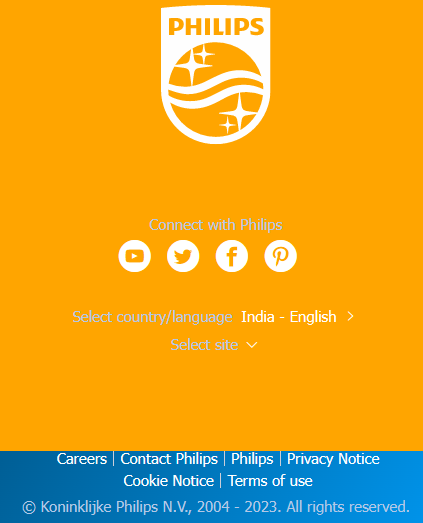 PHILIPS
Connect with Philips
Select country/language India - English
Select site
Careers | Contact Philips | Philips | Privacy Notice
Cookie Notice | Terms of use
© Koninklijke Philips N.V., 2004 - 2023. All rights reserved.